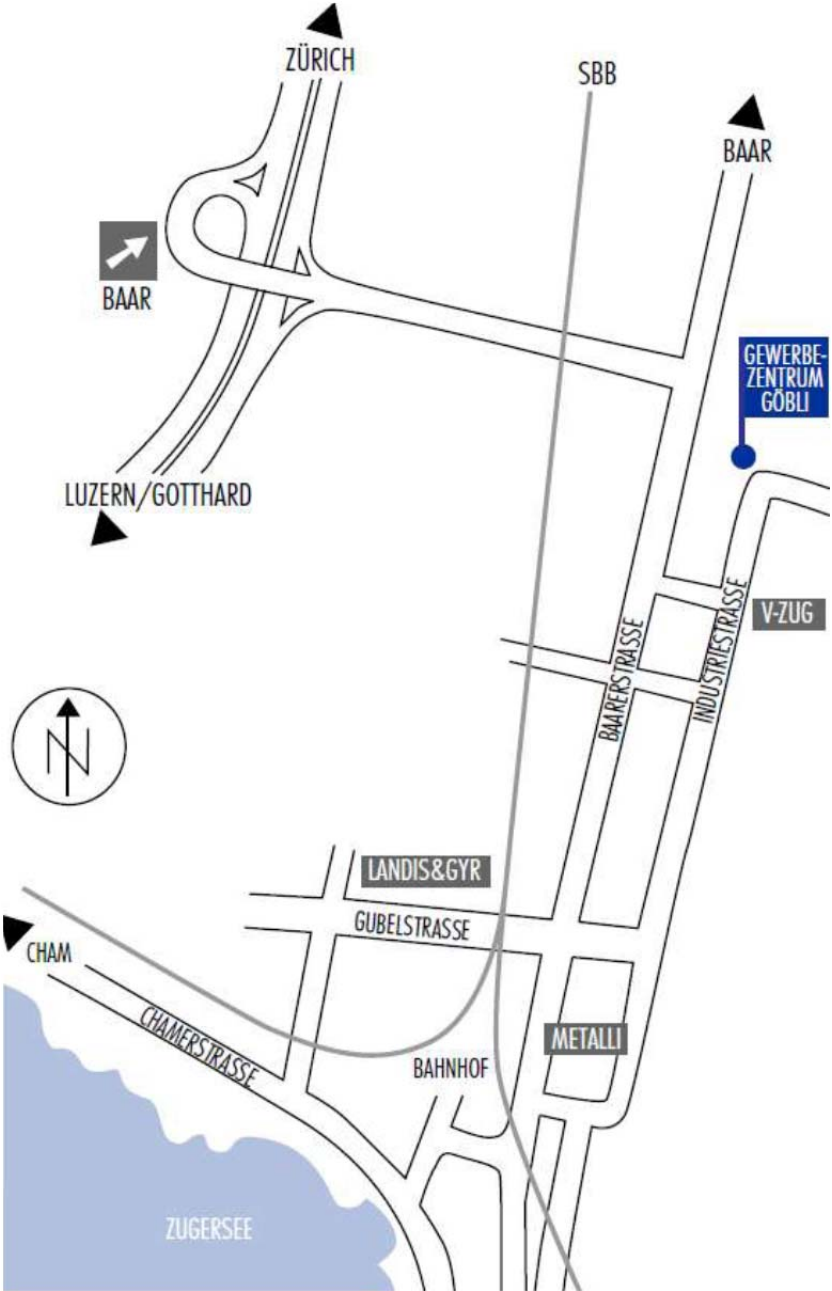 ZÜRICH
SBB
BAAR
BAAR
GEWERBE-
ZENTRUM
GÖBLI
LUZERN/GOTTHARD
V-ZUG
BAARERSTRASSE
INDUSTRIESTRASSE
N
LANDIS&GYR
GUBELSTRASSE
CHAM
CHAMERSTRASSE
METALLI
BAHNHOF
ZUGERSEE